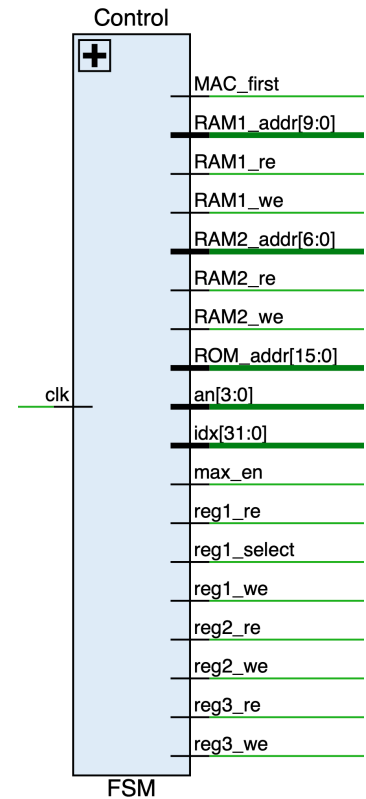 Control
MAC_first
RAM1_addr[9:0]
RAM1_re
RAM1_we
RAM2_addr[6:0]
RAM2_re
RAM2_we
ROM_addr[15:0]
clk
an[3:0]
idx[31:0]
max_en
reg1_re
reg1_select
reg1_we
reg2_re
reg2_we
reg3_re
reg3_we
FSM